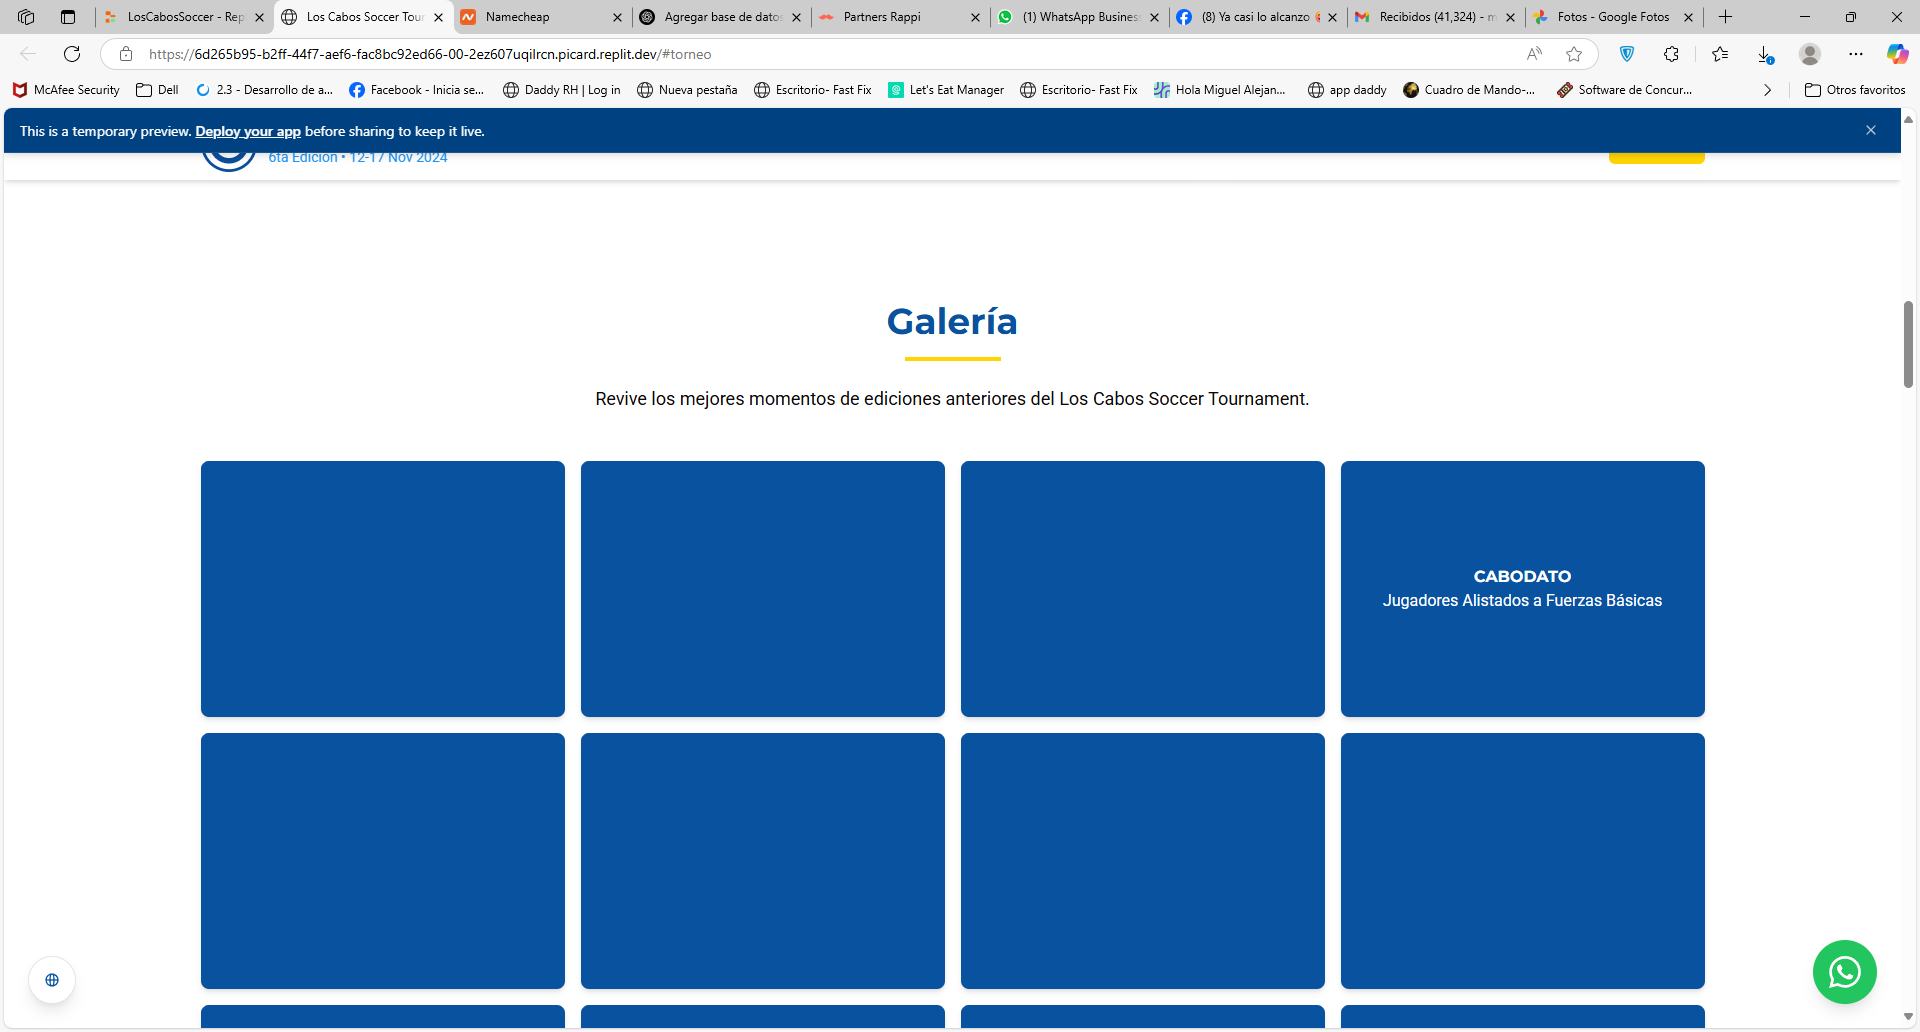 LosCabosSoccer - Rep
Los Cabos Soccer Tour
Namecheap
Agregar base de datos
Partners Rappi
(1) WhatsApp Business
(8) Ya casi lo alcanzo
Recibidos (41,324) - m
Fotos - Google Fotos
https://6d265b95-b2ff-44f7-aef6-fac8bc92ed66-00-2ez607uqilrcn.picard.replit.dev/#torneo
McAfee Security
Dell
2.3 - Desarrollo de a...
Facebook - Inicia se...
Daddy RH | Log in
Nueva pestaña
Escritorio- Fast Fix
Let's Eat Manager
Escritorio- Fast Fix
Hola Miguel Alejan...
app daddy
Cuadro de Mando-...
Software de Concur...
Otros favoritos
This is a temporary preview. Deploy your app before sharing to keep it live.
6ta Edición • 12-17 Nov 2024
Galería
Revive los mejores momentos de ediciones anteriores del Los Cabos Soccer Tournament.
CABODATO
Jugadores Alistados a Fuerzas Básicas